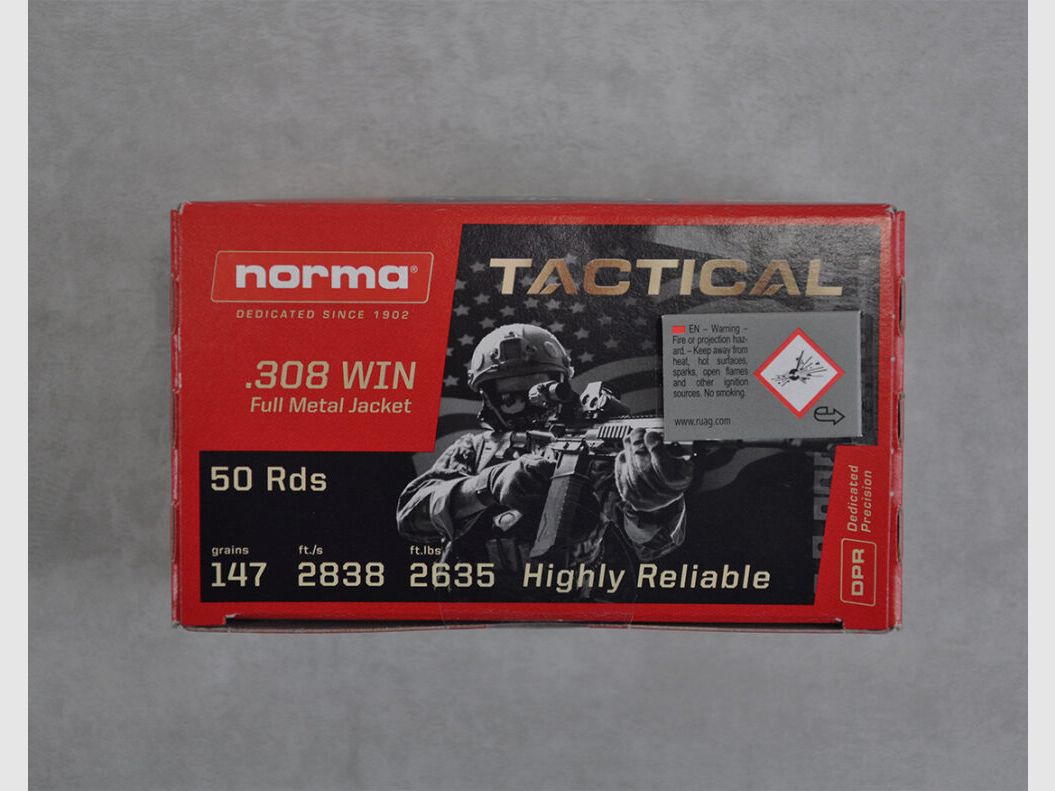 norma®
DEDICATED SINCE 1902
TACTICAL
.308 WIN
Full Metal Jacket
EN – Warning –
Fire or projection haz-
ard. – Keep away from
heat, hot surfaces,
sparks, open flames
and other ignition
sources. No smoking.
www.ruag.com
50 Rds
grains ft./s ft.lbs
147 2838 2635 Highly Reliable
DPR Dedicated
Precision